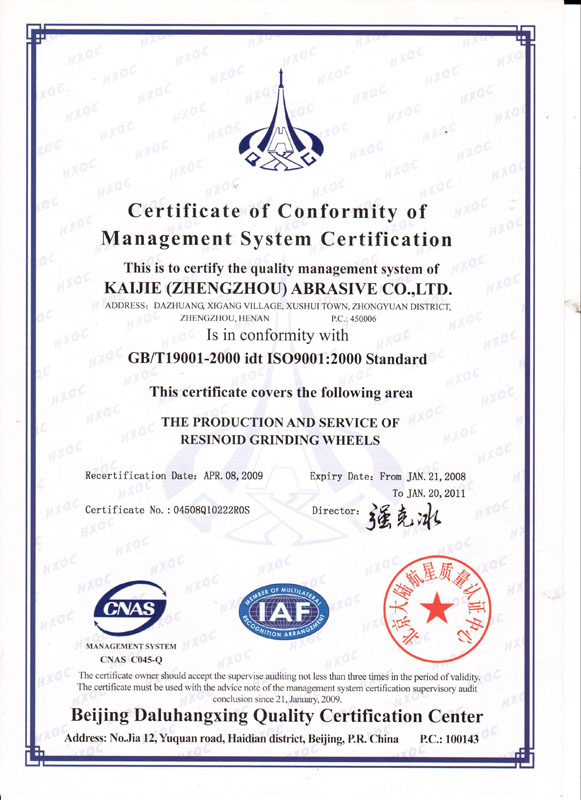 Certificate of Conformity of
Management System Certification
This is to certify the quality management system of
KAIJIE (ZHENGZHOU) ABRASIVE CO.,LTD.
ADDRESS: DAZHUANG, XIGANG VILLAGE, XUSHUI TOWN, ZHONGYUAN DISTRICT,
ZHENGZHOU, HENAN P.C.: 450006
Is in conformity with
GB/T19001-2000 idt ISO9001:2000 Standard
This certificate covers the following area
THE PRODUCTION AND SERVICE OF
RESINOID GRINDING WHEELS
Recertification Date: APR. 08, 2009 Expiry Date: From JAN. 21, 2008
To JAN. 20, 2011
Certificate No.: 04508Q10222R0S Director: 强克冰
CNAS
MANAGEMENT SYSTEM
CNAS C045-Q
MEMBER OF MULTILATERAL
IAF
RECOGNITION ARRANGEMENT
北京大陆航星质量认证中心
The certificate owner should accept the supervise auditing not less than three times in the period of validity.
The certificate must be used with the advice note of the management system certification supervisory audit
conclusion since 21, January, 2009.
Beijing Daluhangxing Quality Certification Center
Address: No.Jia 12, Yuquan road, Haidian district, Beijing, P.R. China P.C.: 100143
HXQC